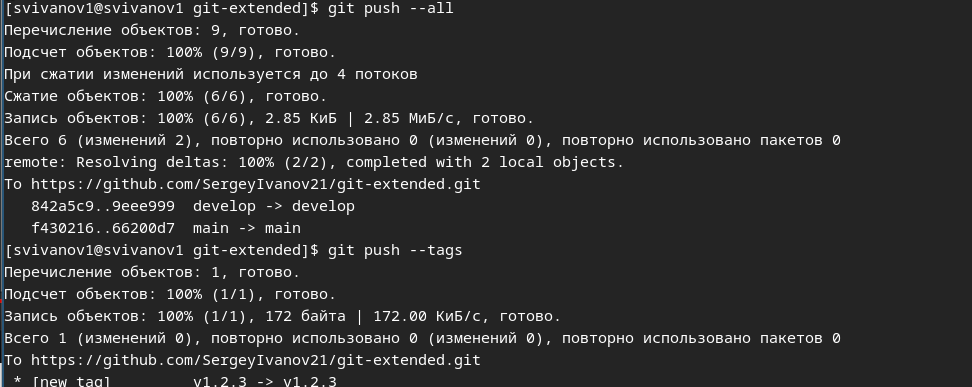 [svivanov1@svivanov1 git-extended]$ git push --all
Перечисление объектов: 9, готово.
Подсчет объектов: 100% (9/9), готово.
При сжатии изменений используется до 4 потоков
Сжатие объектов: 100% (6/6), готово.
Запись объектов: 100% (6/6), 2.85 КиБ | 2.85 МиБ/с, готово.
Всего 6 (изменений 2), повторно использовано 0 (изменений 0), повторно использовано пакетов 0
remote: Resolving deltas: 100% (2/2), completed with 2 local objects.
To https://github.com/SergeyIvanov21/git-extended.git
   842a5c9..9eee999  develop -> develop
   f430216..66200d7  main -> main
[svivanov1@svivanov1 git-extended]$ git push --tags
Перечисление объектов: 1, готово.
Подсчет объектов: 100% (1/1), готово.
Запись объектов: 100% (1/1), 172 байта | 172.00 КиБ/с, готово.
Всего 1 (изменений 0), повторно использовано 0 (изменений 0), повторно использовано пакетов 0
To https://github.com/SergeyIvanov21/git-extended.git
 * [new tag]         v1.2.3 -> v1.2.3